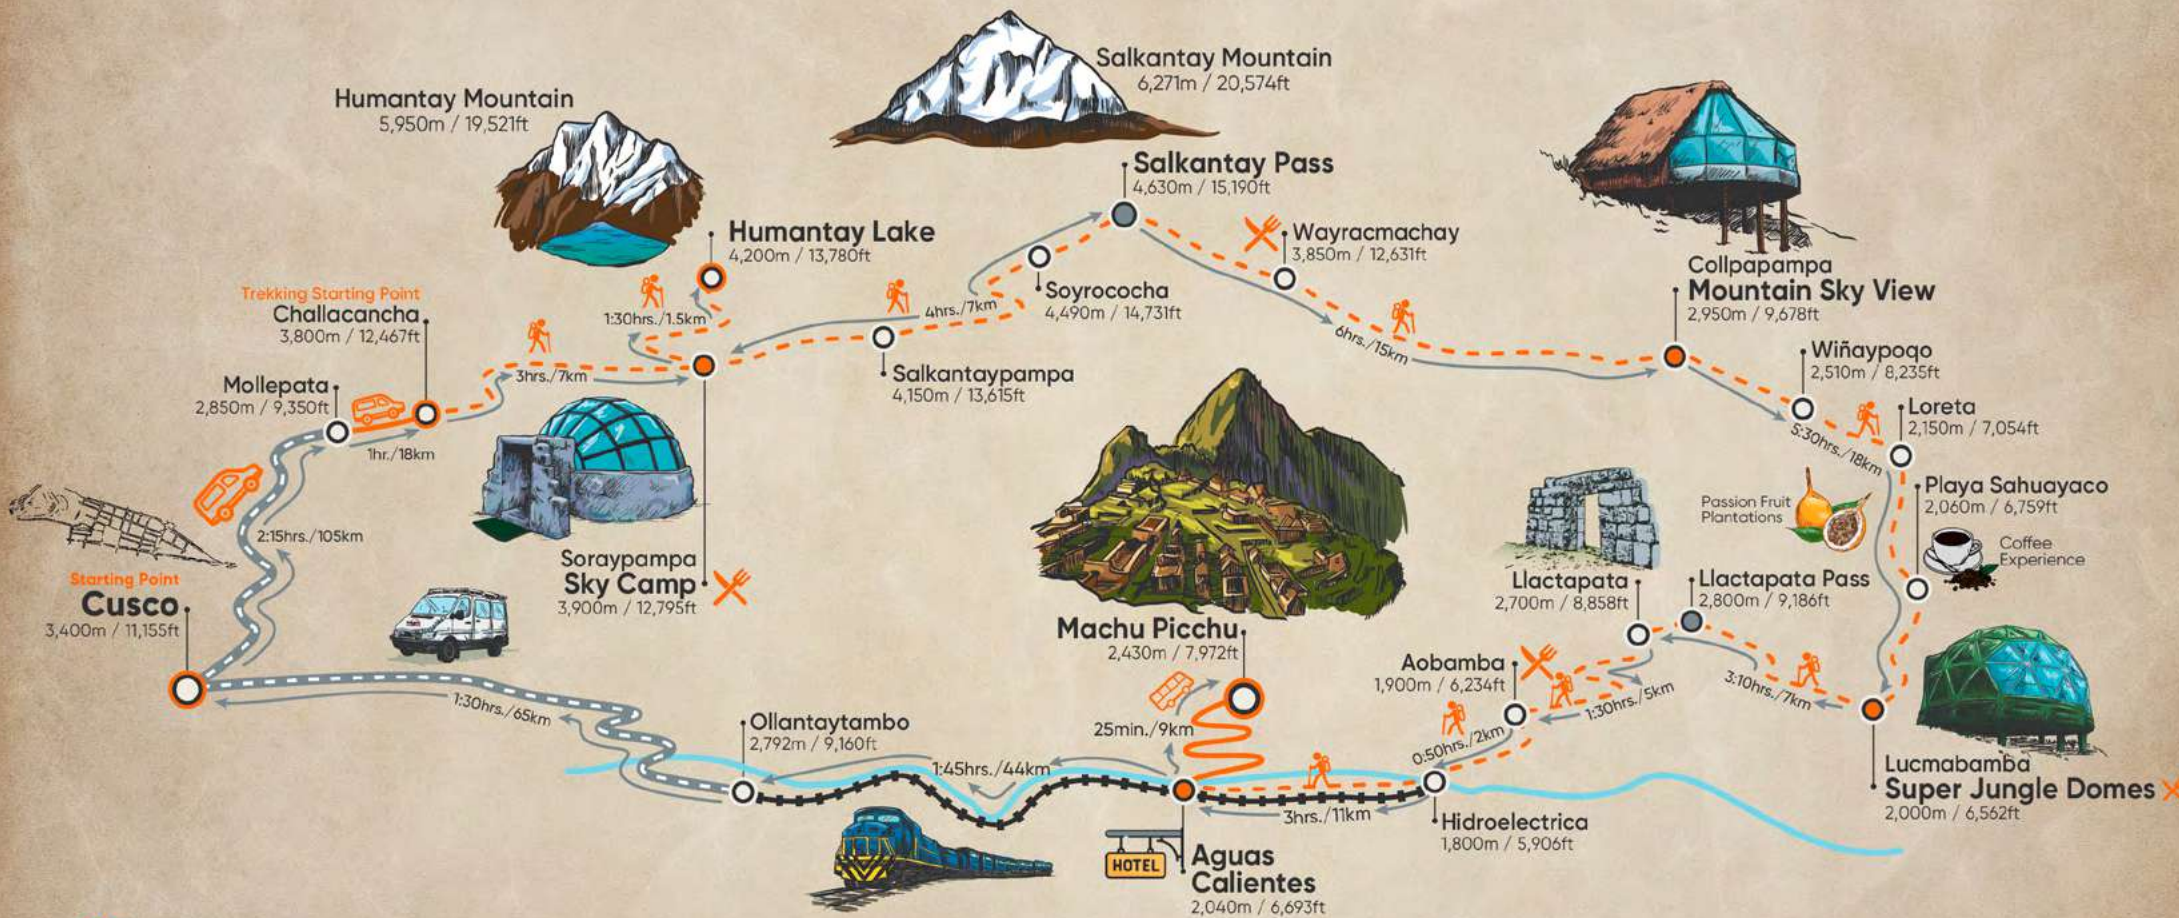 Salkantay Mountain
6,271m / 20,574ft
Humantay Mountain
5,950m / 19,521ft
Salkantay Pass
4,630m / 15,190ft
Humantay Lake
4,200m / 13,780ft
Wayracmachay
3,850m / 12,631ft
Collpapampa
Mountain Sky View
2,950m / 9,678ft
Soyrococha
4,490m / 14,731ft
Trekking Starting Point
Challacancha
3,800m / 12,467ft
1:30hrs./1.5km
4hrs./7km
6hrs./15km
Wiñaypoqo
2,510m / 8,235ft
Salkantaypampa
4,150m / 13,615ft
3hrs./7km
Mollepata
2,850m / 9,350ft
1hr./18km
Loreta
2,150m / 7,054ft
5:30hrs./18km
Playa Sahuayaco
2,060m / 6,759ft
Passion Fruit
Plantations
Coffee
Experience
2:15hrs./105km
Soraypampa
Sky Camp
3,900m / 12,795ft
Starting Point
Cusco
3,400m / 11,155ft
Llactapata
2,700m / 8,858ft
Llactapata Pass
2,800m / 9,186ft
Machu Picchu
2,430m / 7,972ft
Aobamba
1,900m / 6,234ft
3:10hrs./7km
1:30hrs./5km
0:50hrs./2km
1:30hrs./65km
Ollantaytambo
2,792m / 9,160ft
25min./9km
1:45hrs./44km
Lucmabamba
Super Jungle Domes
2,000m / 6,562ft
3hrs./11km
Hidroelectrica
1,800m / 5,906ft
HOTEL
Aguas
Calientes
2,040m / 6,693ft